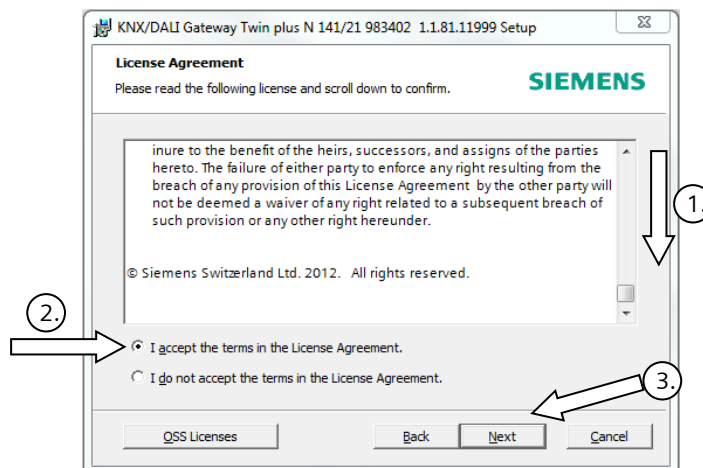 KNX/DALI Gateway Twin plus N 141/21 983402 1.1.81.11999 Setup
License Agreement
Please read the following license and scroll down to confirm.
SIEMENS
inure to the benefit of the heirs, successors, and assigns of the parties
hereto. The failure of either party to enforce any right resulting from the
breach of any provision of this License Agreement by the other party will
not be deemed a waiver of any right related to a subsequent breach of
such provision or any other right hereunder.
1.
© Siemens Switzerland Ltd. 2012. All rights reserved.
2.
I accept the terms in the License Agreement.
I do not accept the terms in the License Agreement.
3.
OSS Licenses
Back
Next
Cancel